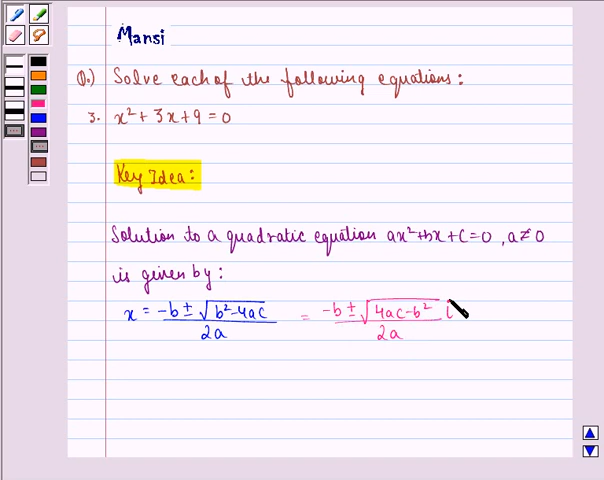 Mansi
Q.) Solve each of the following equations:
3. x² + 3x + 9 = 0
Key Idea:
Solution to a quadratic equation ax²+bx+c=0, a≠0
is given by:
x = (-b ± √(b²-4ac))/2a = (-b ± √(4ac-b²) i)/2a